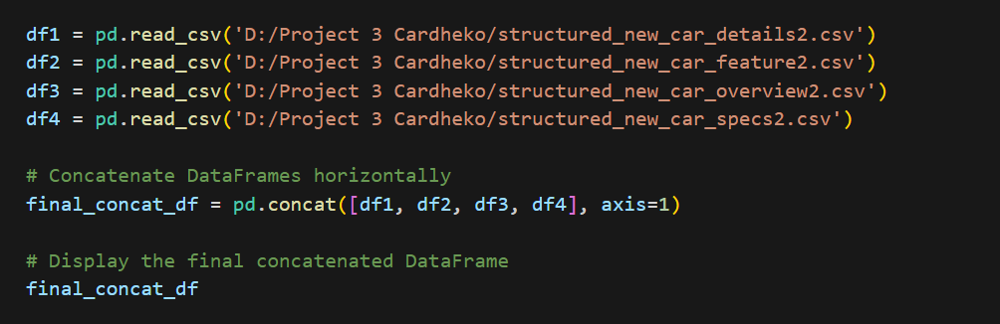 df1 = pd.read_csv('D:/Project 3 Cardheko/structured_new_car_details2.csv')
df2 = pd.read_csv('D:/Project 3 Cardheko/structured_new_car_feature2.csv')
df3 = pd.read_csv('D:/Project 3 Cardheko/structured_new_car_overview2.csv')
df4 = pd.read_csv('D:/Project 3 Cardheko/structured_new_car_specs2.csv')
# Concatenate DataFrames horizontally
final_concat_df = pd.concat([df1, df2, df3, df4], axis=1)
# Display the final concatenated DataFrame
final_concat_df